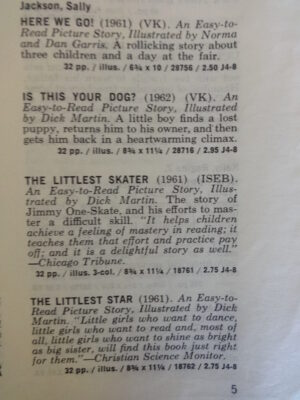 Jackson, Sally
HERE WE GO! (1961) (VK). An Easy-to-
Read Picture Story, Illustrated by Norma
and Dan Garris. A rollicking story about
three children and a day at the fair.
32 pp. / illus. / 6¾ x 10 / 28756 / 2.50 J4-8
IS THIS YOUR DOG? (1962) (VK). An
Easy-to-Read Picture Story, Illustrated
by Dick Martin. A little boy finds a lost
puppy, returns him to his owner, and then
gets him back in a heartwarming climax.
32 pp. / illus. / 8¾ x 11¼ / 28716 / 2.95 J4-8
THE LITTLEST SKATER (1961) (ISEB).
An Easy-to-Read Picture Story, Illus-
trated by Dick Martin. The story of
Jimmy One-Skate, and his efforts to mas-
ter a difficult skill. "It helps children
achieve a feeling of mastery in reading; it
teaches them that effort and practice pay
off; and it is a delightful story as well."
—Chicago Tribune.
32 pp. / illus. 3-col. / 8¾ x 11¼ / 18761 / 2.75 J4-8
THE LITTLEST STAR (1961). An Easy-to-
Read Picture Story, Illustrated by Dick
Martin. "Little girls who want to dance,
little girls who want to read and, most of
all, little girls who want to shine as bright
as big sister, will find this book just right
for them."—Christian Science Monitor.
32 pp. / illus. / 8¾ x 11¼ / 18762 / 2.75 J4-8
5